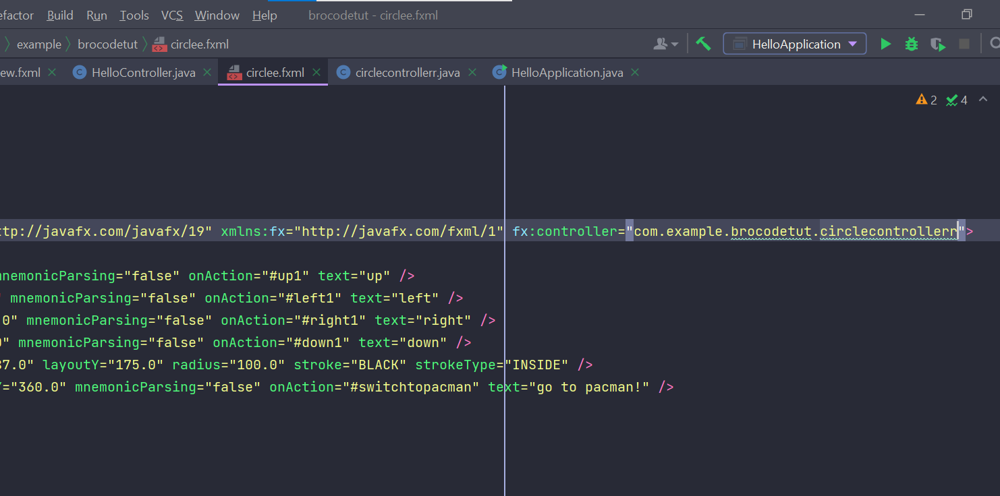 efactor Build Run Tools VCS Window Help brocodetut - circlee.fxml
example brocodetut circlee.fxml HelloApplication
ew.fxml HelloController.java circlee.fxml circlecontrollerr.java HelloApplication.java
2 4
ttp://javafx.com/javafx/19" xmlns:fx="http://javafx.com/fxml/1" fx:controller="com.example.brocodetut.circlecontrollerr">
mnemonicParsing="false" onAction="#up1" text="up" />
" mnemonicParsing="false" onAction="#left1" text="left" />
.0" mnemonicParsing="false" onAction="#right1" text="right" />
0" mnemonicParsing="false" onAction="#down1" text="down" />
37.0" layoutY="175.0" radius="100.0" stroke="BLACK" strokeType="INSIDE" />
Y="360.0" mnemonicParsing="false" onAction="#switchtopacman" text="go to pacman!" />